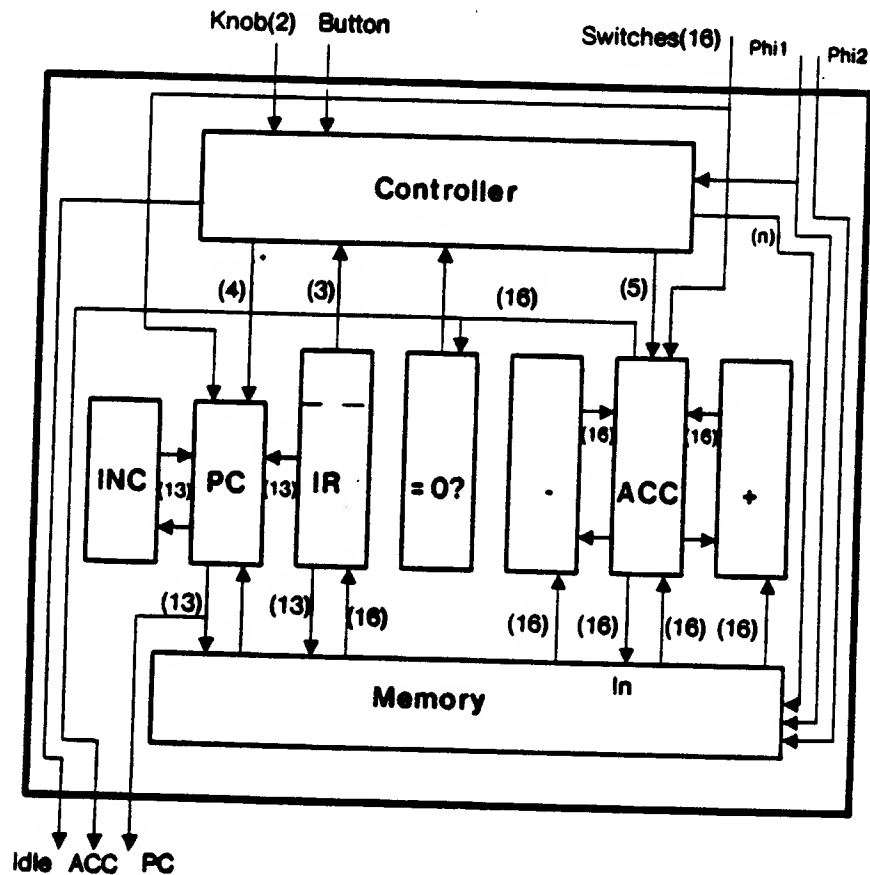 Knob(2) Button Switches(16) Phi1 Phi2
Controller
(n)
(4) (3) (16) (5)
(16) (16)
INC (13) PC (13) IR = 0? - ACC +
(13) (13) (16) (16) (16) (16) (16)
In
Memory
Idle ACC PC